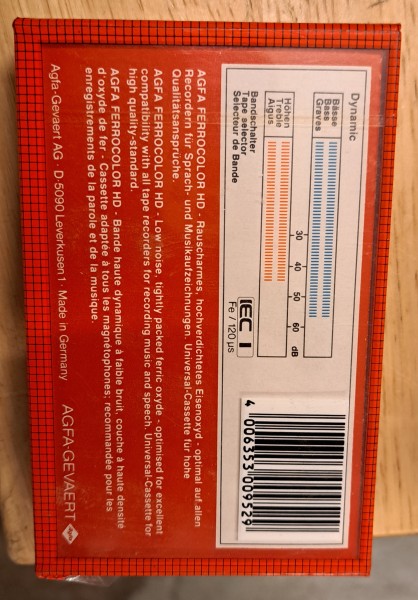 Dynamic
Bässe
Bass
Graves
30 40 50 60 dB
Höhen
Treble
Aigus
Bandschalter
Tape selector
Sélecteur de Bande
IEC I
Fe / 120 µs
4 006353 009529
AGFA FERROCOLOR HD - Rauscharmes, hochverdichtetes Eisenoxyd - optimal auf allen
Recordern für Sprach- und Musikaufzeichnungen. Universal-Cassette für hohe
Qualitätsansprüche.
AGFA FERROCOLOR HD - Low noise, tightly packed ferric oxyde - optimised for excellent
compatibility with all tape recorders for recording music and speech. Universal-Cassette for
high quality-standard.
AGFA FERROCOLOR HD - Bande haute dynamique à faible bruit, couche à haute densité
d'oxyde de fer - Cassette adaptée à tous les magnétophones, recommandée pour les
enregistrements de la parole et de la musique.
Agfa-Gevaert AG · D-5090 Leverkusen 1 · Made in Germany
AGFA-GEVAERT